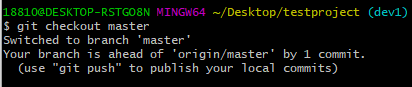 18810@DESKTOP-RSTGO8N MINGW64 ~/Desktop/testproject (dev1)
$ git checkout master
Switched to branch 'master'
Your branch is ahead of 'origin/master' by 1 commit.
  (use "git push" to publish your local commits)